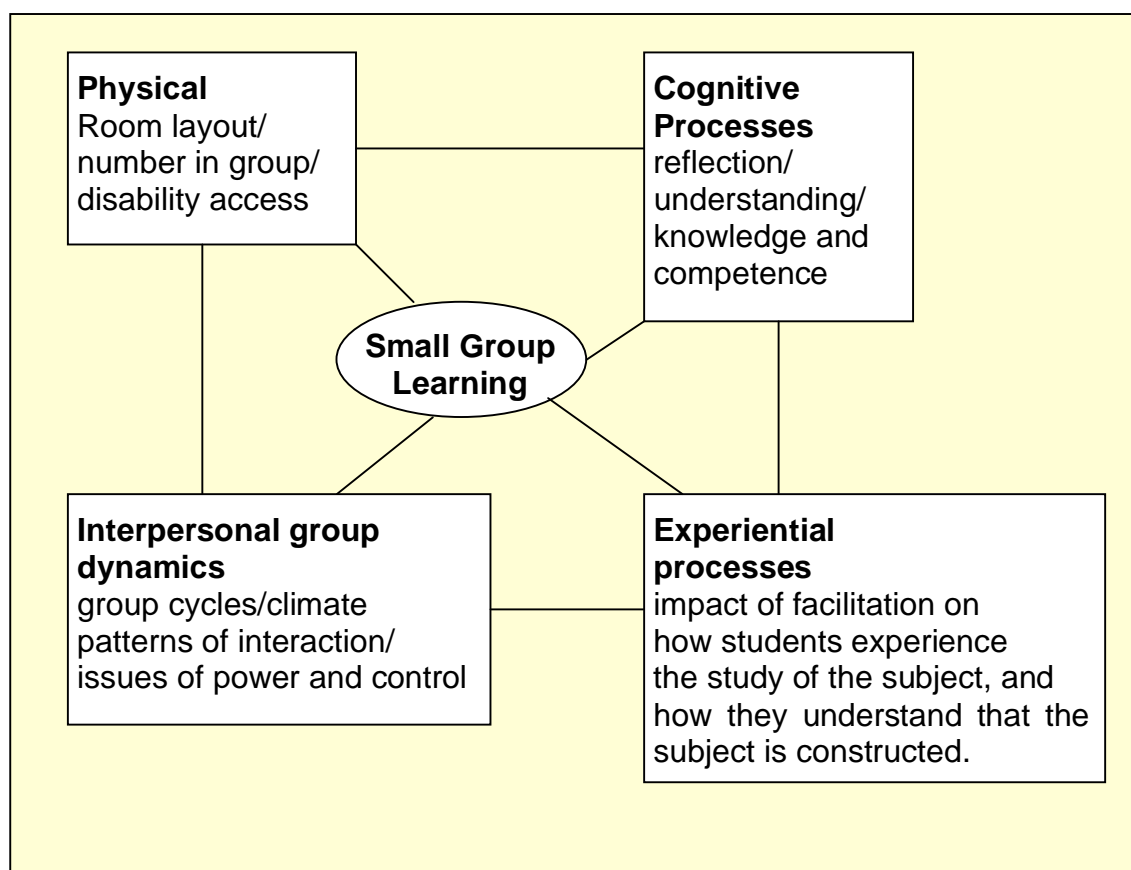 Physical
Room layout/
number in group/
disability access
Cognitive
Processes
reflection/
understanding/
knowledge and
competence
Small Group
Learning
Interpersonal group
dynamics
group cycles/climate
patterns of interaction/
issues of power and control
Experiential
processes
impact of facilitation on
how students experience
the study of the subject, and
how they understand that the
subject is constructed.